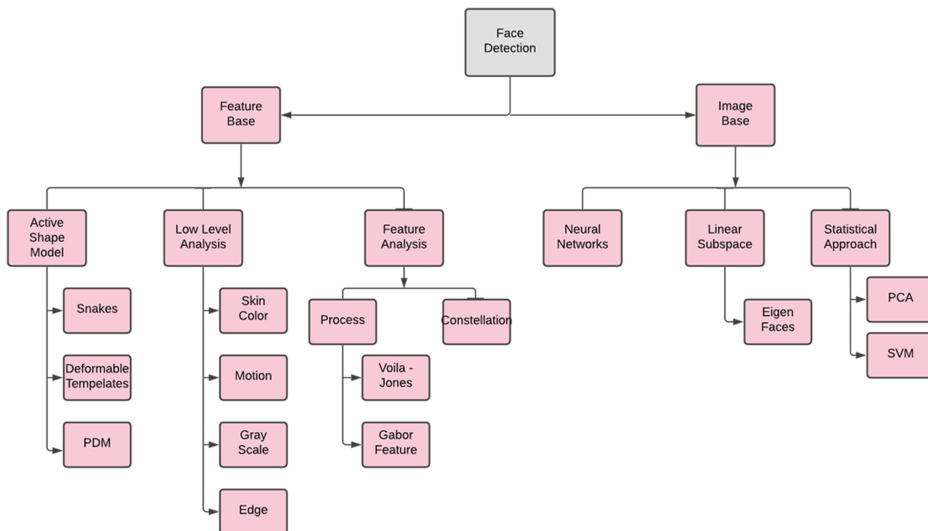 Face
Detection
Feature
Base
Image
Base
Active
Shape
Model
Low Level
Analysis
Feature
Analysis
Neural
Networks
Linear
Subspace
Statistical
Approach
Snakes
Deformable
Tempelates
PDM
Skin
Color
Motion
Gray
Scale
Edge
Process
Constellation
Voila -
Jones
Gabor
Feature
Eigen
Faces
PCA
SVM